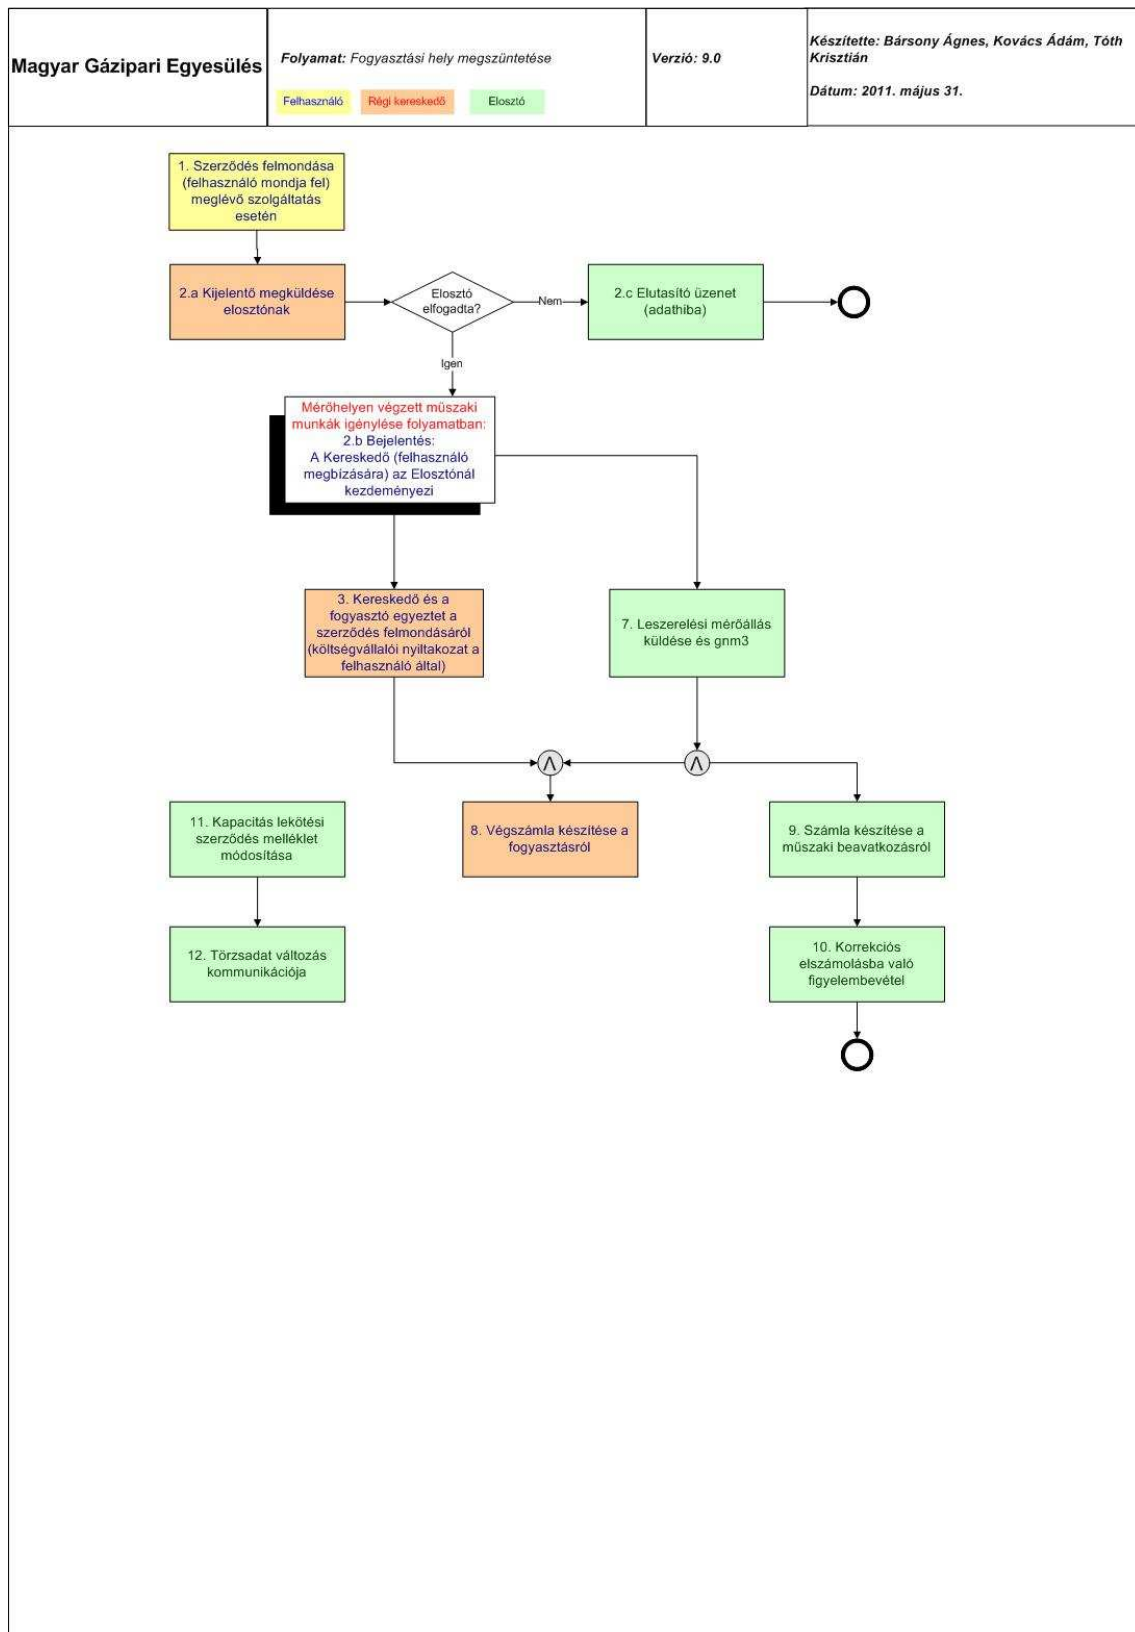 Magyar Gázipari Egyesülés
Folyamat: Fogyasztási hely megszüntetése
Felhasználó
Régi kereskedő
Elosztó
Verzió: 9.0
Készítette: Bársony Ágnes, Kovács Ádám, Tóth
Krisztián
Dátum: 2011. május 31.
1. Szerződés felmondása
(felhasználó mondja fel)
meglévő szolgáltatás
esetén
2.a Kijelentő megküldése
elosztónak
Elosztó
elfogadta?
Nem
2.c Elutasító üzenet
(adathiba)
Igen
Mérőhelyen végzett műszaki
munkák igénylése folyamatban:
2.b Bejelentés:
A Kereskedő (felhasználó
megbízására) az Elosztónál
kezdeményezi
3. Kereskedő és a
fogyasztó egyeztet a
szerződés felmondásáról
(költségvállalói nyiltakozat a
felhasználó által)
7. Leszerelési mérőállás
küldése és gnm3
Λ
Λ
11. Kapacitás lekötési
szerződés melléklet
módosítása
8. Végszámla készítése a
fogyasztásról
9. Számla készítése a
műszaki beavatkozásról
12. Törzsadat változás
kommunikációja
10. Korrekciós
elszámolásba való
figyelembevétel